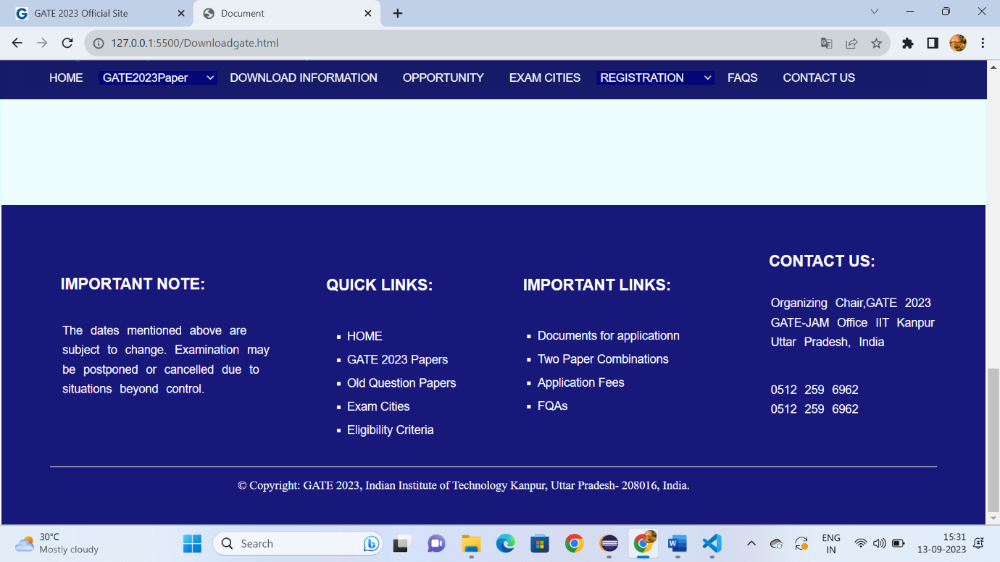 GATE 2023 Official Site
Document
127.0.0.1:5500/Downloadgate.html
HOME GATE2023Paper DOWNLOAD INFORMATION OPPORTUNITY EXAM CITIES REGISTRATION FAQS CONTACT US
IMPORTANT NOTE:
The dates mentioned above are
subject to change. Examination may
be postponed or cancelled due to
situations beyond control.
QUICK LINKS:
HOME
GATE 2023 Papers
Old Question Papers
Exam Cities
Eligibility Criteria
IMPORTANT LINKS:
Documents for applicationn
Two Paper Combinations
Application Fees
FQAs
CONTACT US:
Organizing Chair,GATE 2023
GATE-JAM Office IIT Kanpur
Uttar Pradesh, India
0512 259 6962
0512 259 6962
© Copyright: GATE 2023, Indian Institute of Technology Kanpur, Uttar Pradesh- 208016, India.
30°C
Mostly cloudy
Search
ENG
IN
15:31
13-09-2023